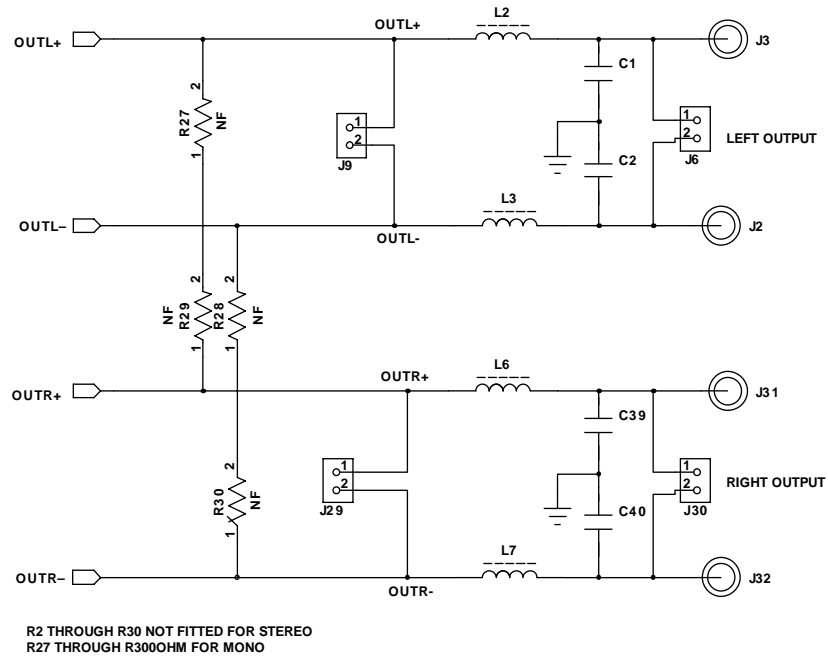 L2
OUTL+
OUTL+
J3
C1
2
R27
NF
1
1
2
J9
1
2
J6
LEFT OUTPUT
C2
L3
OUTL–
OUTL-
J2
2
2
NF
R29
R28
NF
1
1
L6
OUTR+
OUTR+
J31
C39
2
R30
NF
1
1
2
J29
1
2
J30
RIGHT OUTPUT
C40
L7
OUTR–
OUTR-
J32
R2 THROUGH R30 NOT FITTED FOR STEREO
R27 THROUGH R300OHM FOR MONO